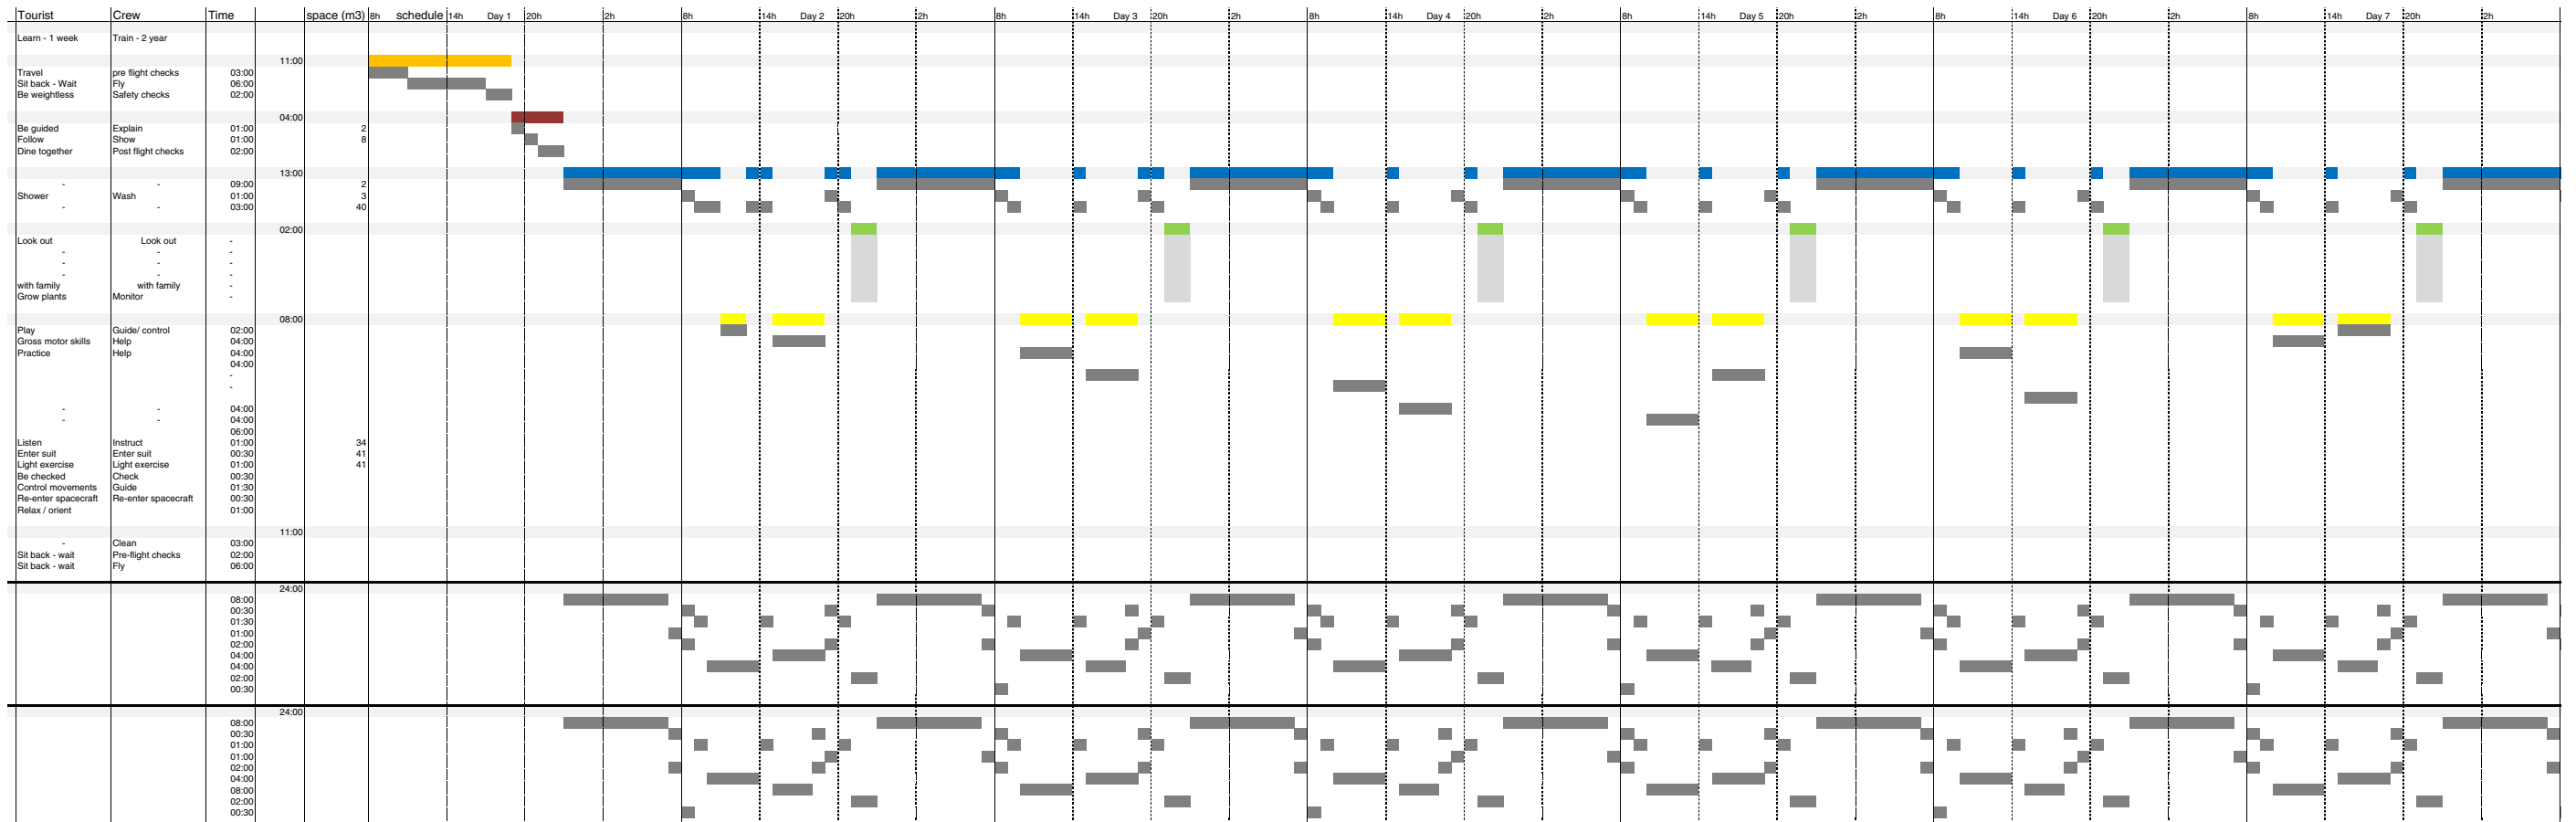 Tourist Crew Time space (m3) 8h schedule 14h Day 1 20h 2h 8h 14h Day 2 20h 2h 8h 14h Day 3 20h 2h 8h 14h Day 4 20h 2h 8h 14h Day 5 20h 2h 8h 14h Day 6 20h 2h 8h 14h Day 7 20h 2h
Learn - 1 week Train - 2 year
11:00
Travel pre flight checks 03:00
Sit back - Wait Fly 06:00
Be weightless Safety checks 02:00
04:00
Be guided Explain 01:00 2
Follow Show 01:00 8
Dine together Post flight checks 02:00
13:00
- - 09:00 2
Shower Wash 01:00 3
- - 03:00 40
02:00
Look out Look out -
- - -
- - -
- - -
with family with family -
Grow plants Monitor -
08:00
Play Guide/ control 02:00
Gross motor skills Help 04:00
Practice Help 04:00
04:00
-
-
- - 04:00
- - 04:00
06:00
Listen Instruct 01:00 34
Enter suit Enter suit 00:30 41
Light exercise Light exercise 01:00 41
Be checked Check 00:30
Control movements Guide 01:30
Re-enter spacecraft Re-enter spacecraft 00:30
Relax / orient 01:00
11:00
- Clean 03:00
Sit back - wait Pre-flight checks 02:00
Sit back - wait Fly 06:00
24:00
08:00
00:30
01:30
01:00
02:00
04:00
04:00
02:00
00:30
24:00
08:00
00:30
01:00
01:00
02:00
04:00
08:00
02:00
00:30